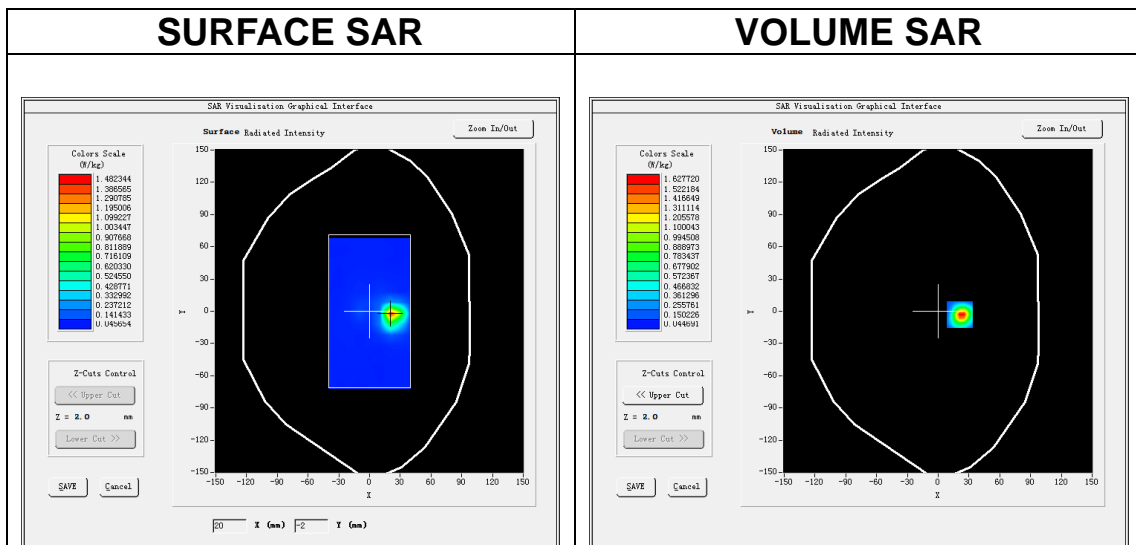 SURFACE SAR
VOLUME SAR
SAR Visualisation Graphical Interface
Surface Radiated Intensity
Zoom In/Out
Colors Scale
(W/kg)
1.482344
1.386565
1.290785
1.195006
1.099227
1.003447
0.907668
0.811889
0.716109
0.620330
0.524550
0.428771
0.332992
0.237212
0.141433
0.045654
Z-Cuts Control
<< Upper Cut
Z = 2.0 mm
Lower Cut >>
SAVE Cancel
150
120
90
60
30
0
-30
-60
-90
-120
-150
Y
-150 -120 -90 -60 -30 0 30 60 90 120 150
X
20 X (mm) -2 Y (mm)
SAR Visualisation Graphical Interface
Volume Radiated Intensity
Zoom In/Out
Colors Scale
(W/kg)
1.627720
1.522184
1.416649
1.311114
1.205578
1.100043
0.994508
0.888973
0.783437
0.677902
0.572367
0.466832
0.361296
0.255761
0.150226
0.044691
Z-Cuts Control
<< Upper Cut
Z = 2.0 mm
Lower Cut >>
SAVE Cancel
150
120
90
60
30
0
-30
-60
-90
-120
-150
Y
-150 -120 -90 -60 -30 0 30 60 90 120 150
X